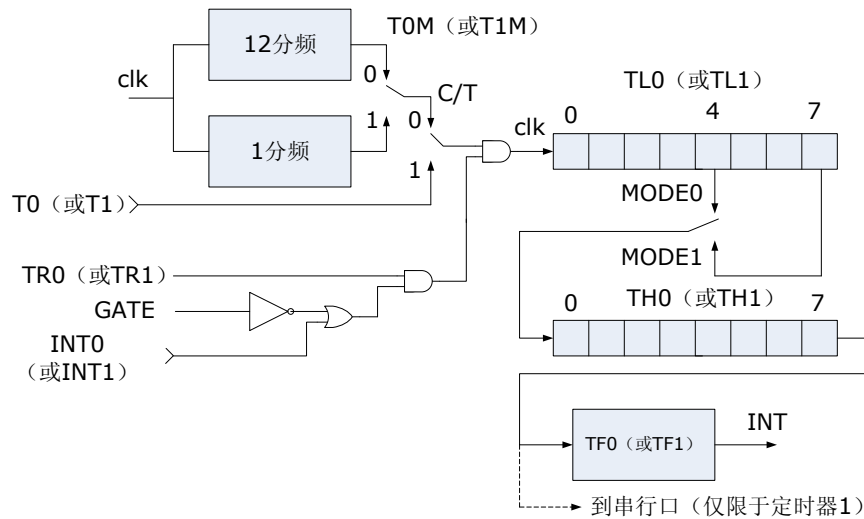 12分频
T0M（或T1M）
clk
0
C/T
TL0（或TL1）
1
0
clk
0
4
7
1分频
1
T0（或T1）
MODE0
MODE1
TR0（或TR1）
GATE
INT0
（或INT1）
TH0（或TH1）
0
7
TF0（或TF1）
INT
到串行口（仅限于定时器1）